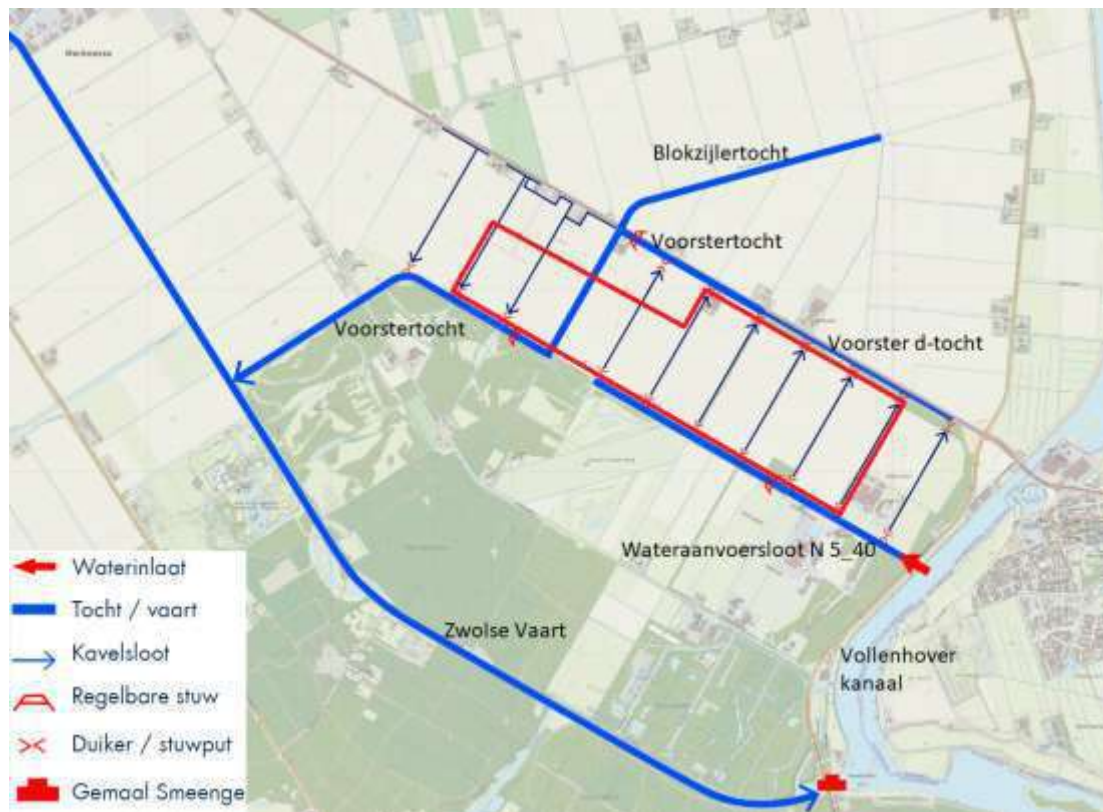 Marknesse
Blokzijlertocht
Voorstertocht
Voorstertocht
Voorster d-tocht
Wateraanvoersloot N 5_40
Zwolse Vaart
Vollenhover
kanaal
Waterinlaat
Tocht / vaart
Kavelsloot
Regelbare stuw
Duiker / stuwput
Gemaal Smeenge